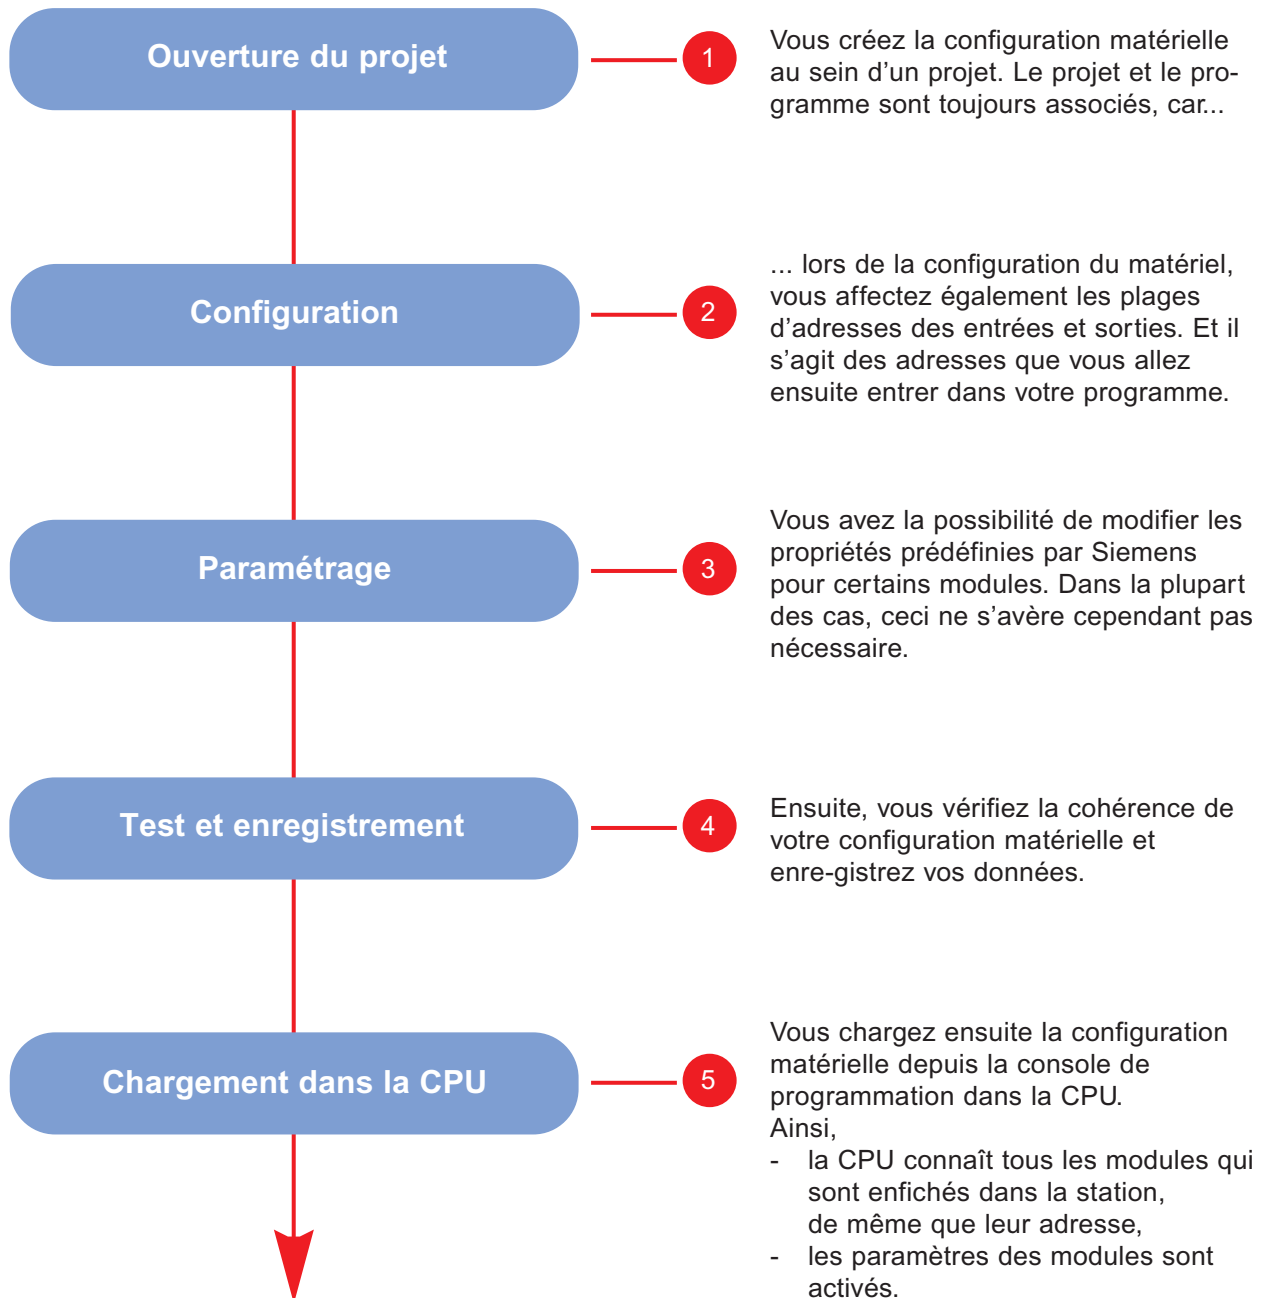 Ouverture du projet
1
Vous créez la configuration matérielle
au sein d'un projet. Le projet et le pro-
gramme sont toujours associés, car...
Configuration
2
... lors de la configuration du matériel,
vous affectez également les plages
d'adresses des entrées et sorties. Et il
s'agit des adresses que vous allez
ensuite entrer dans votre programme.
Paramétrage
3
Vous avez la possibilité de modifier les
propriétés prédéfinies par Siemens
pour certains modules. Dans la plupart
des cas, ceci ne s'avère cependant pas
nécessaire.
Test et enregistrement
4
Ensuite, vous vérifiez la cohérence de
votre configuration matérielle et
enre-gistrez vos données.
Chargement dans la CPU
5
Vous chargez ensuite la configuration
matérielle depuis la console de
programmation dans la CPU.
Ainsi,
- la CPU connaît tous les modules qui
sont enfichés dans la station,
de même que leur adresse,
- les paramètres des modules sont
activés.